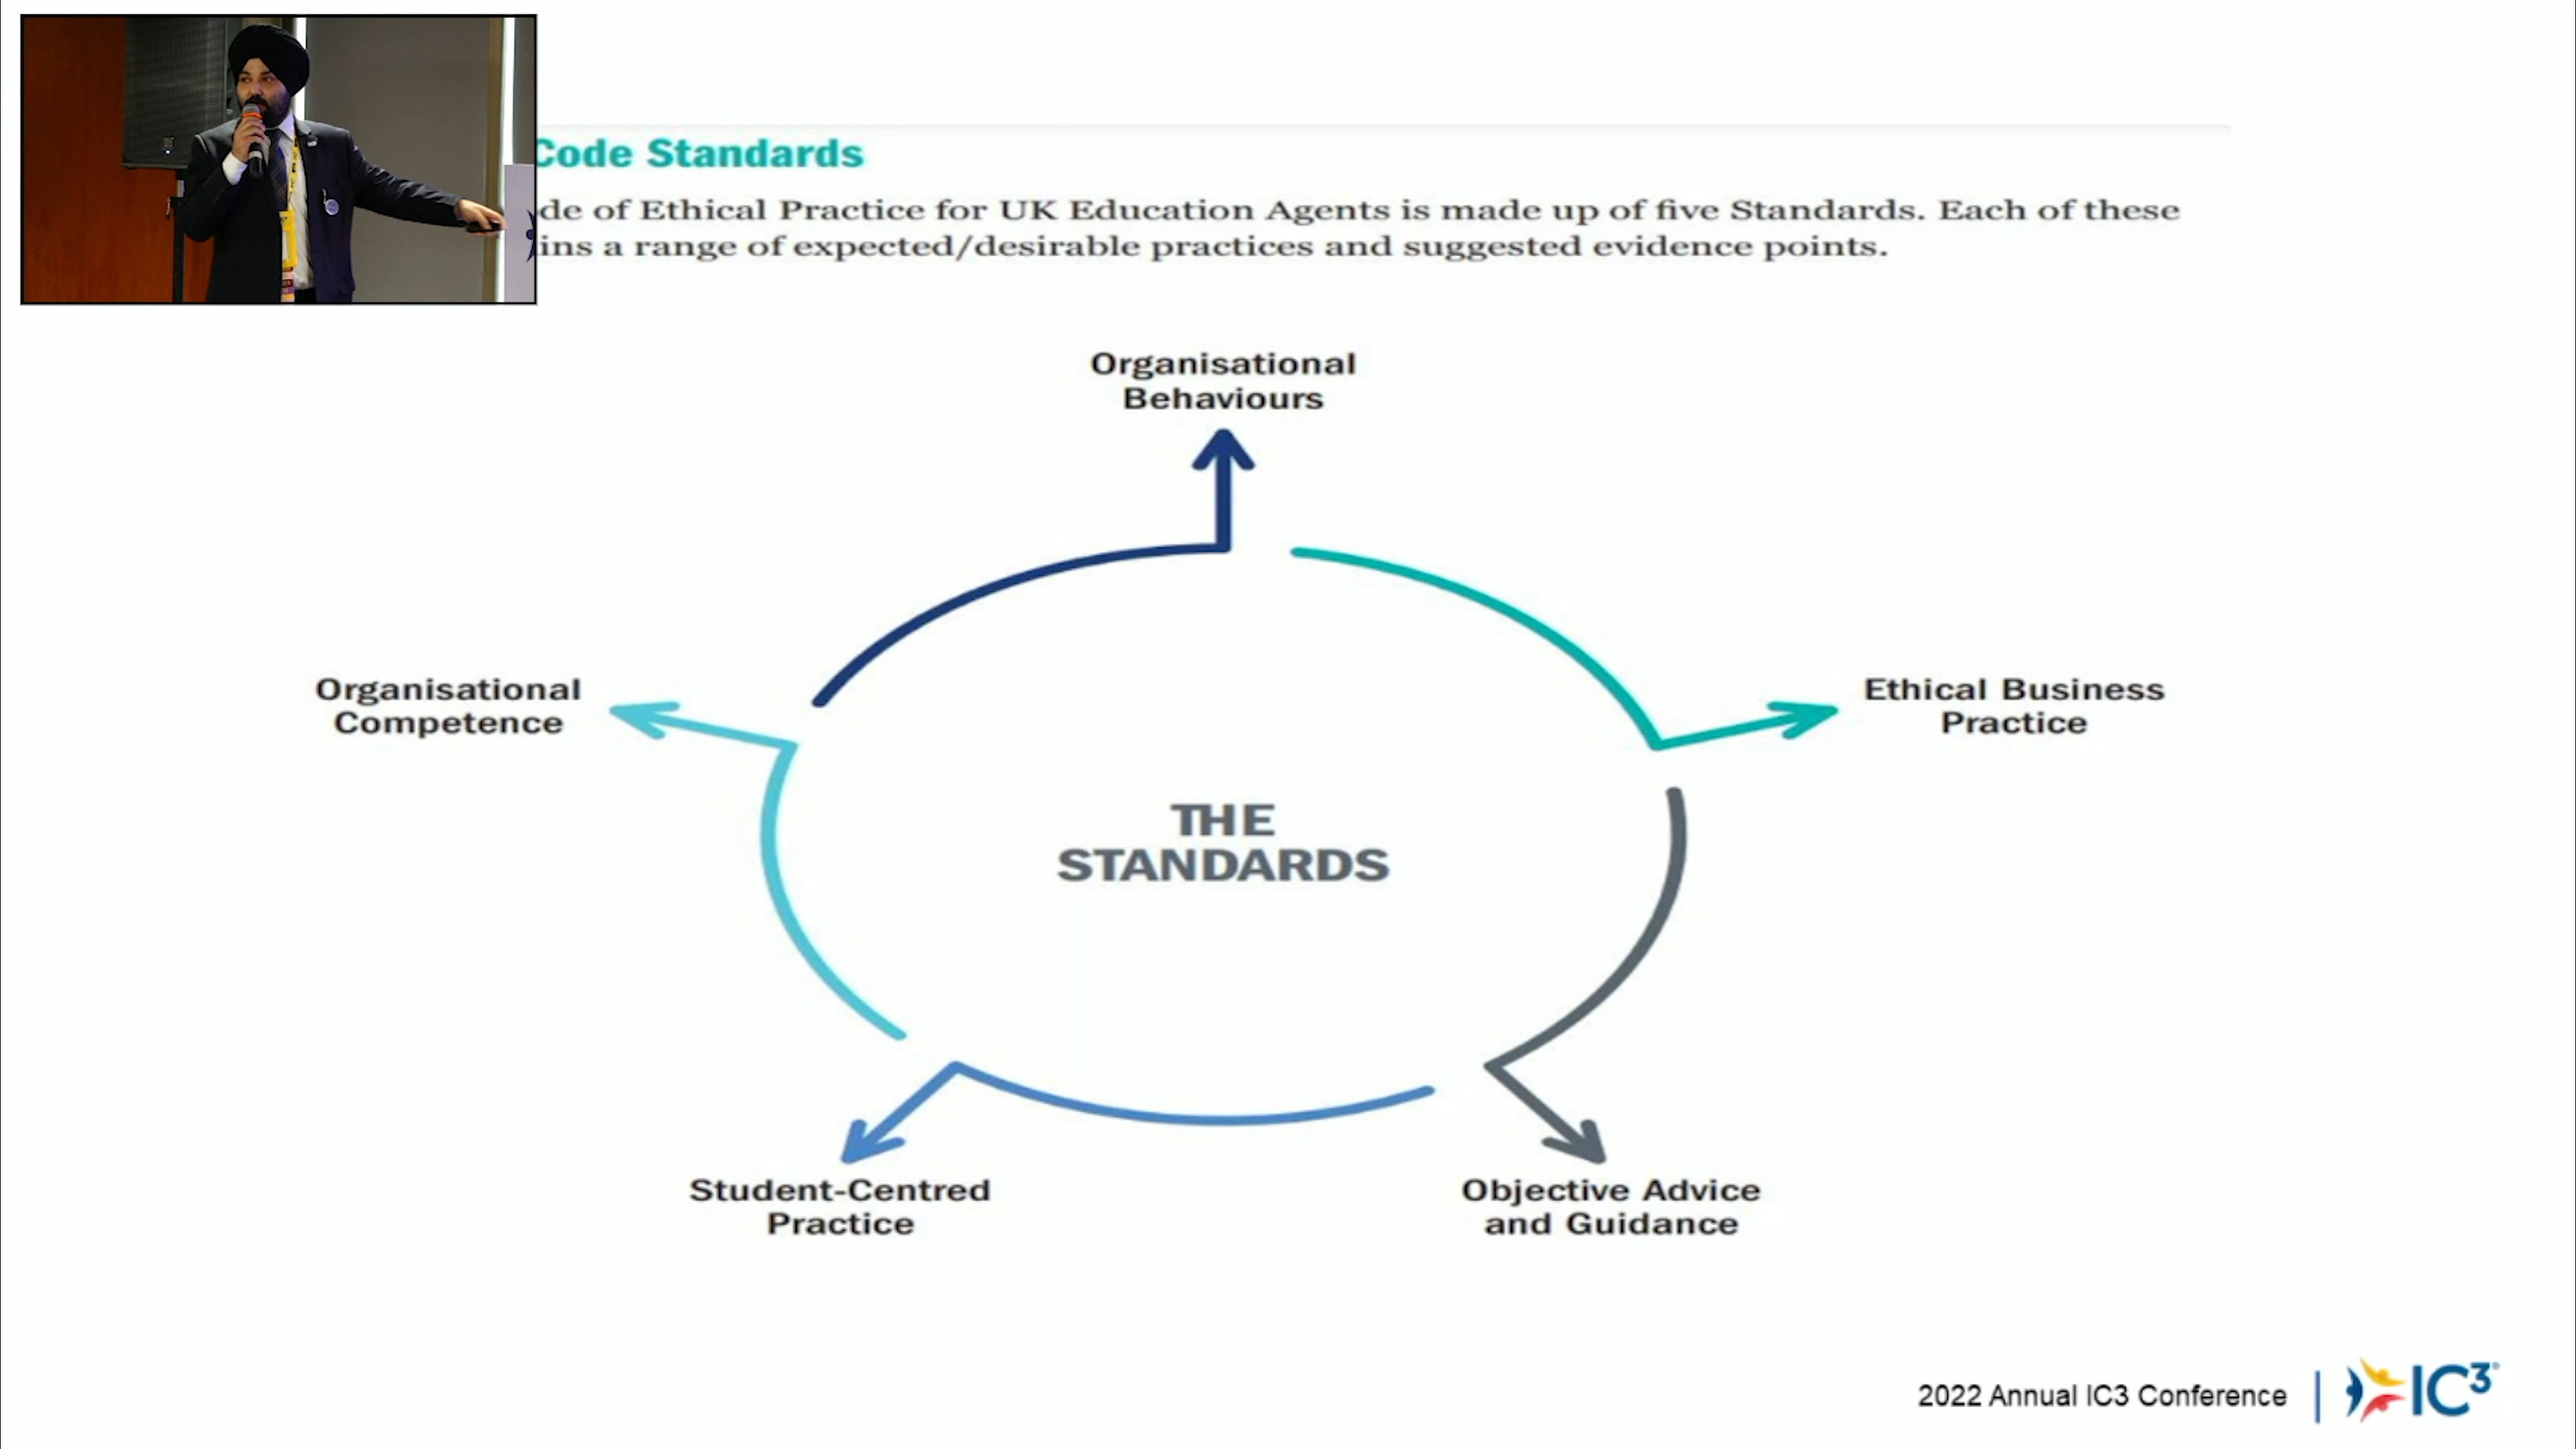 Code Standards
de of Ethical Practice for UK Education Agents is made up of five Standards. Each of these
ins a range of expected/desirable practices and suggested evidence points.
Organisational
Behaviours
Organisational
Competence
Ethical Business
Practice
THE
STANDARDS
Student-Centred
Practice
Objective Advice
and Guidance
2022 Annual IC3 Conference
IC3